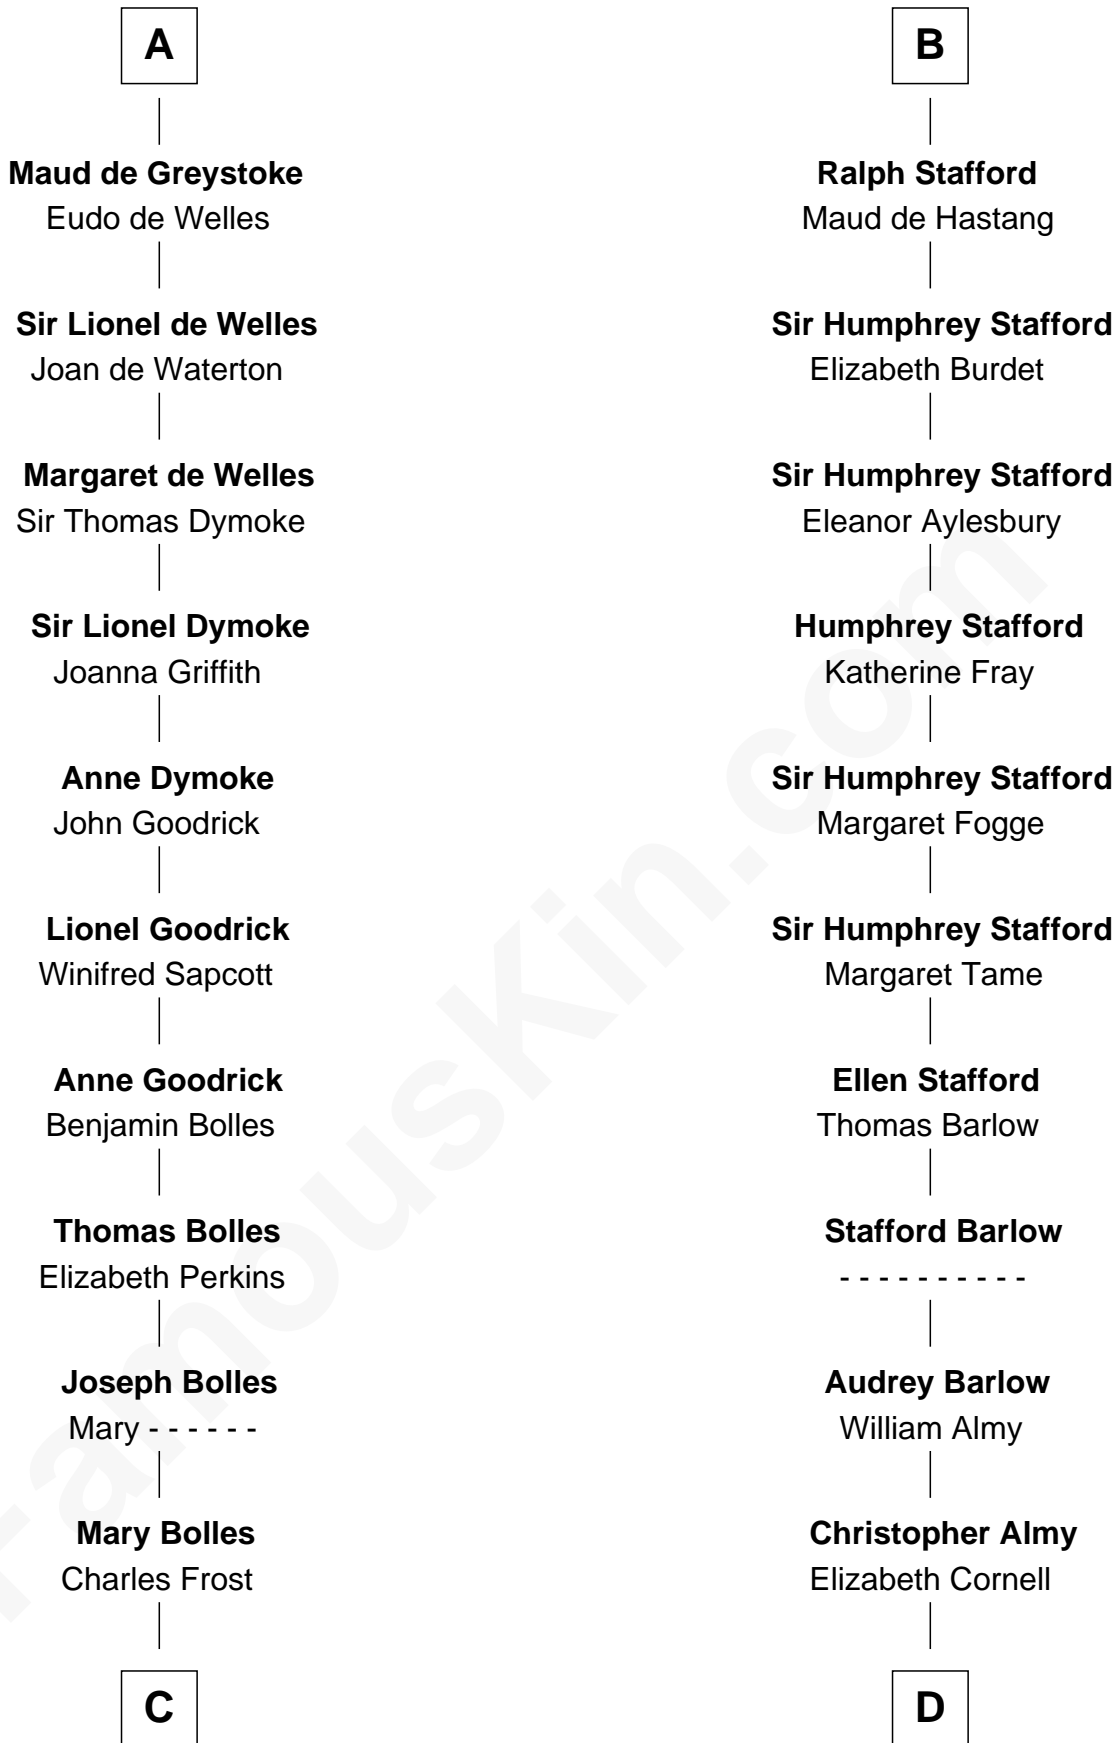 A
Maud de Greystoke
Eudo de Welles
Sir Lionel de Welles
Joan de Waterton
Margaret de Welles
Sir Thomas Dymoke
Sir Lionel Dymoke
Joanna Griffith
Anne Dymoke
John Goodrick
Lionel Goodrick
Winifred Sapcott
Anne Goodrick
Benjamin Bolles
Thomas Bolles
Elizabeth Perkins
Joseph Bolles
Mary - - - - - -
Mary Bolles
Charles Frost
C
B
Ralph Stafford
Maud de Hastang
Sir Humphrey Stafford
Elizabeth Burdet
Sir Humphrey Stafford
Eleanor Aylesbury
Humphrey Stafford
Katherine Fray
Sir Humphrey Stafford
Margaret Fogge
Sir Humphrey Stafford
Margaret Tame
Ellen Stafford
Thomas Barlow
Stafford Barlow
- - - - - - - - - -
Audrey Barlow
William Almy
Christopher Almy
Elizabeth Cornell
D
FamousKin.com